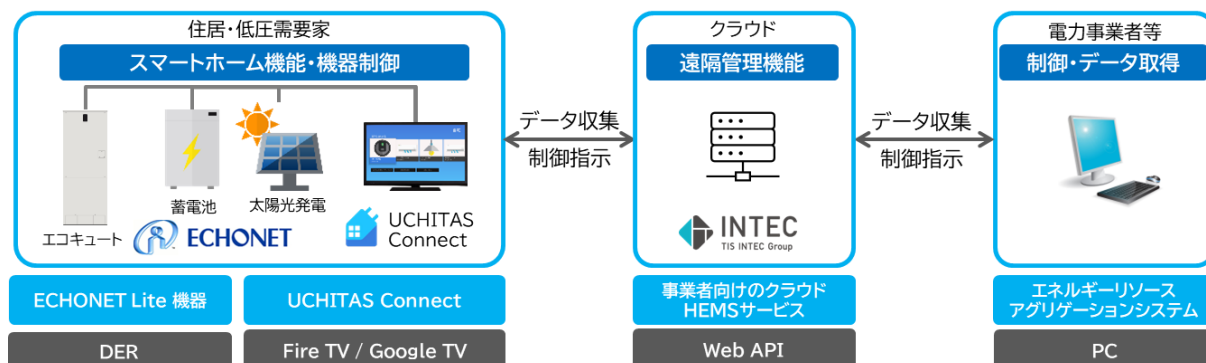 住居・低圧需要家
スマートホーム機能・機器制御
エコキュート
蓄電池
太陽光発電
ECHONET
UCHITAS
Connect
データ収集
制御指示
クラウド
遠隔管理機能
INTEC
TIS INTEC Group
データ収集
制御指示
電力事業者等
制御・データ取得
ECHONET Lite 機器
UCHITAS Connect
事業者向けのクラウド
HEMSサービス
エネルギーリソース
アグリゲーションシステム
DER
Fire TV / Google TV
Web API
PC